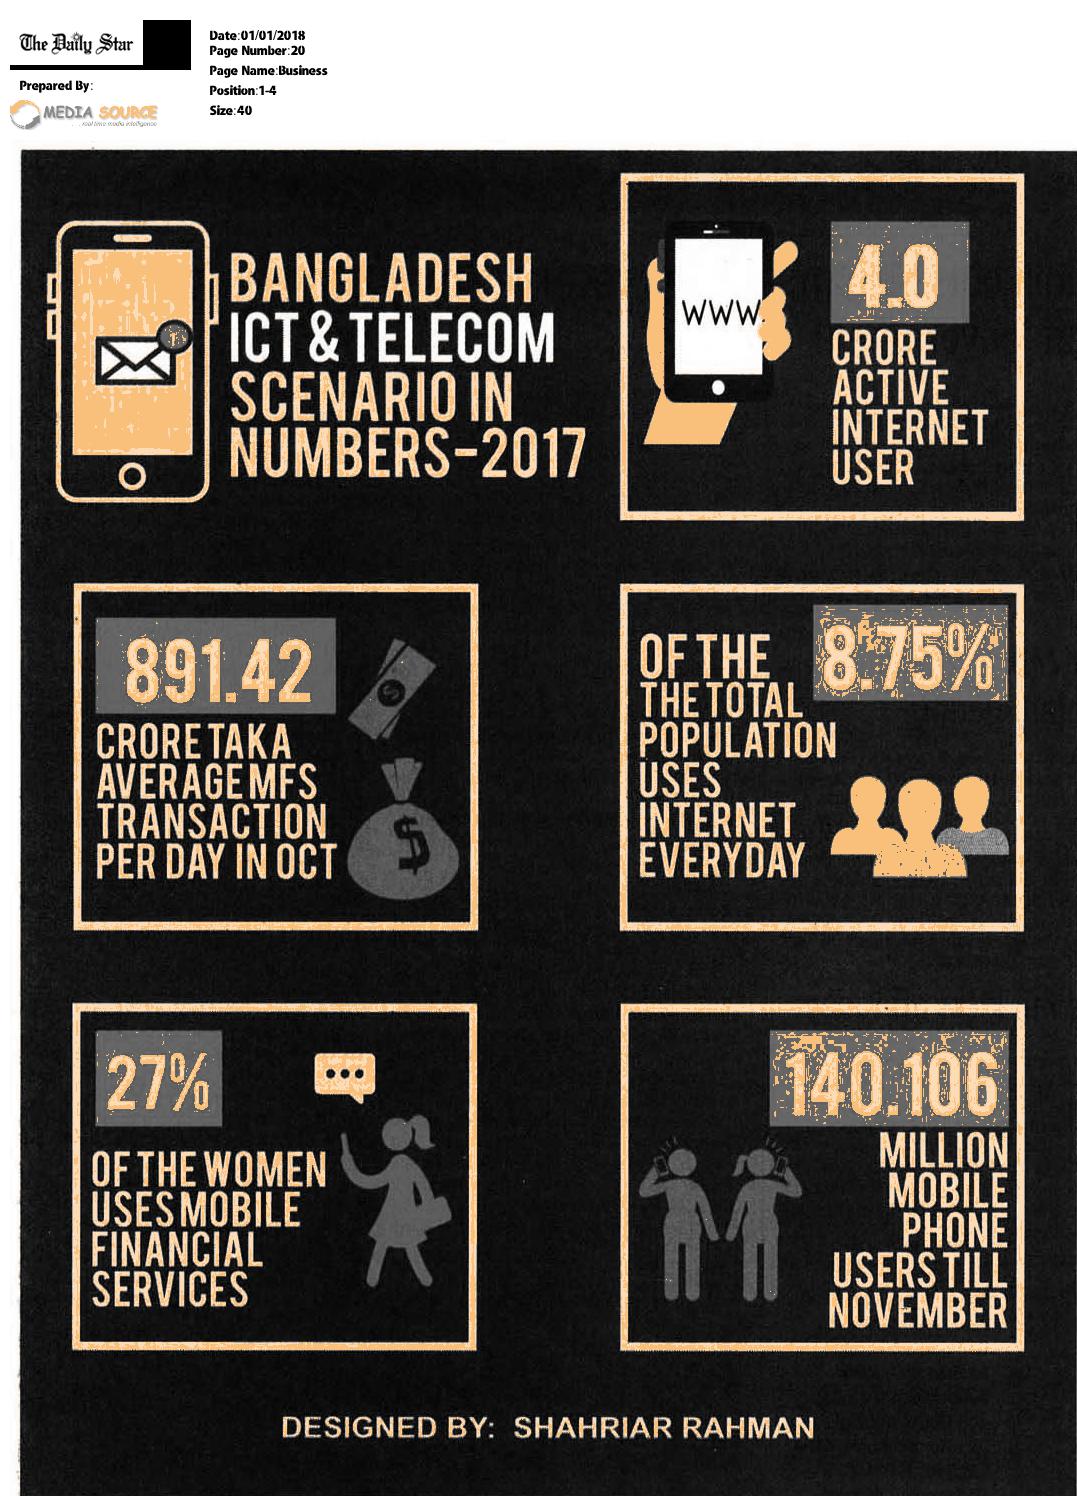 The Daily Star
Prepared By:
MEDIA SOURCE
real time media intelligence
Date:01/01/2018
Page Number:20
Page Name:Business
Position:1-4
Size:40
BANGLADESH
ICT & TELECOM
SCENARIO IN
NUMBERS-2017
WWW.
4.0
CRORE
ACTIVE
INTERNET
USER
891.42
CRORE TAKA
AVERAGE MFS
TRANSACTION
PER DAY IN OCT
$
8.75%
OF THE
THE TOTAL
POPULATION
USES
INTERNET
EVERYDAY
27%
OF THE WOMEN
USES MOBILE
FINANCIAL
SERVICES
140.106
MILLION
MOBILE
PHONE
USERS TILL
NOVEMBER
DESIGNED BY: SHAHRIAR RAHMAN